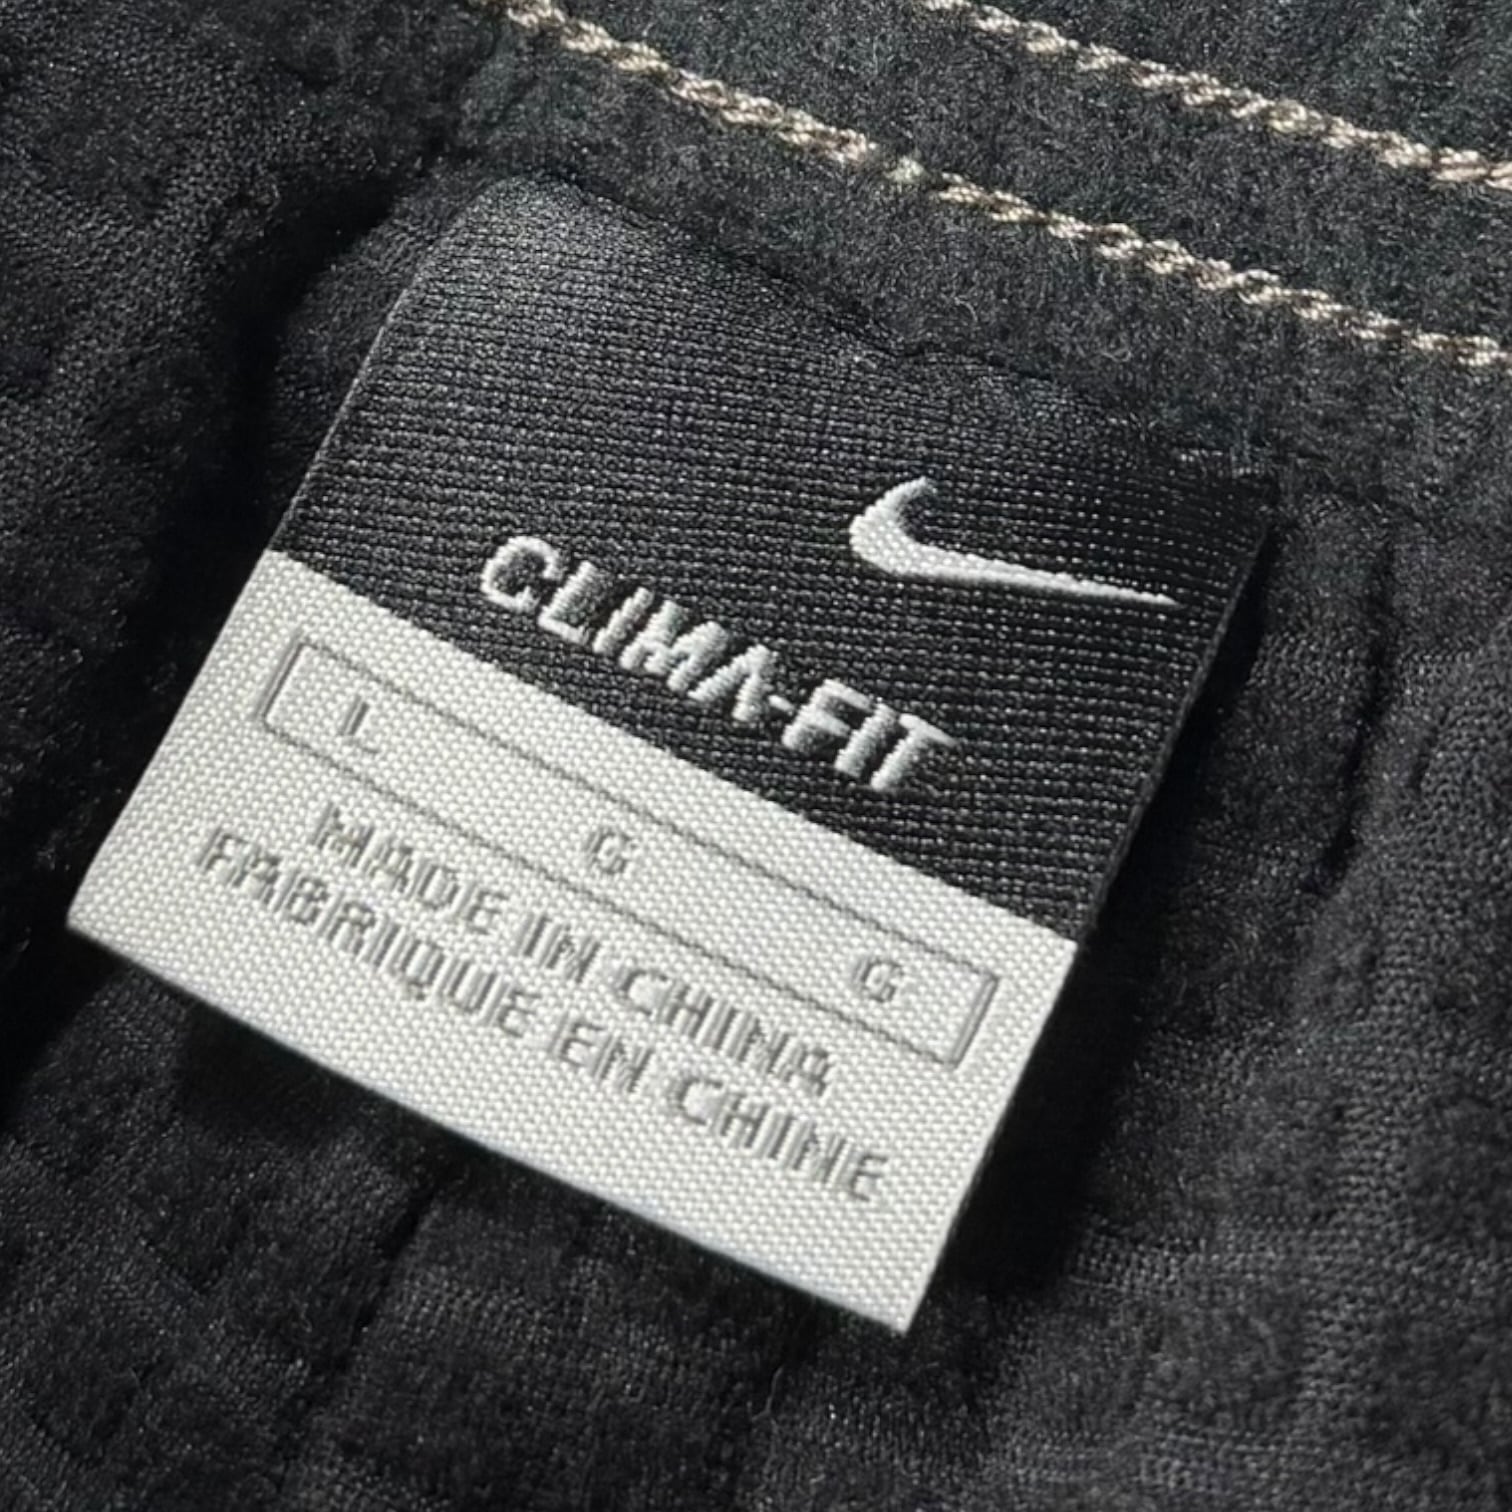 CLIMA-FIT
L G G
MADE IN CHINA
FABRIQUE EN CHINE